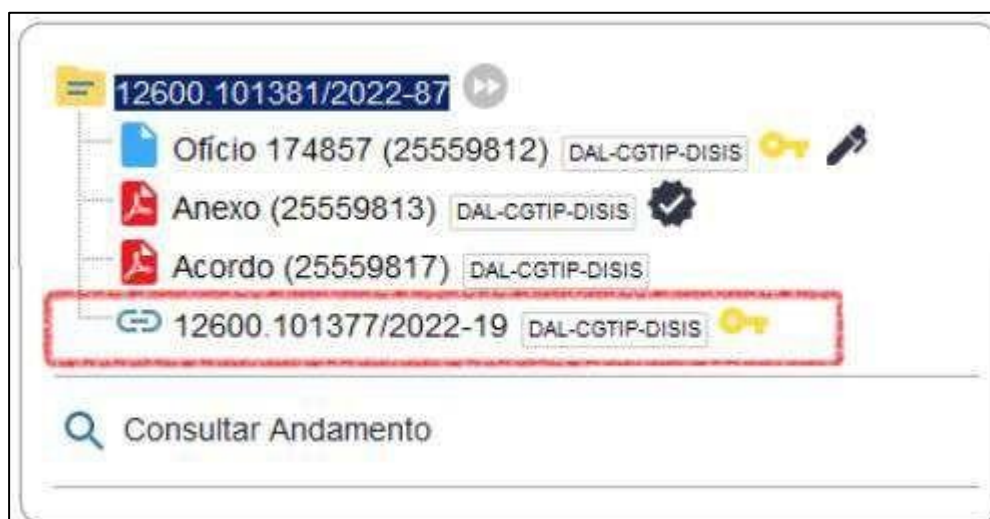 12600.101381/2022-87
Ofício 174857 (25559812) DAL-CGTIP-DISIS
Anexo (25559813) DAL-CGTIP-DISIS
Acordo (25559817) DAL-CGTIP-DISIS
12600.101377/2022-19 DAL-CGTIP-DISIS
Consultar Andamento